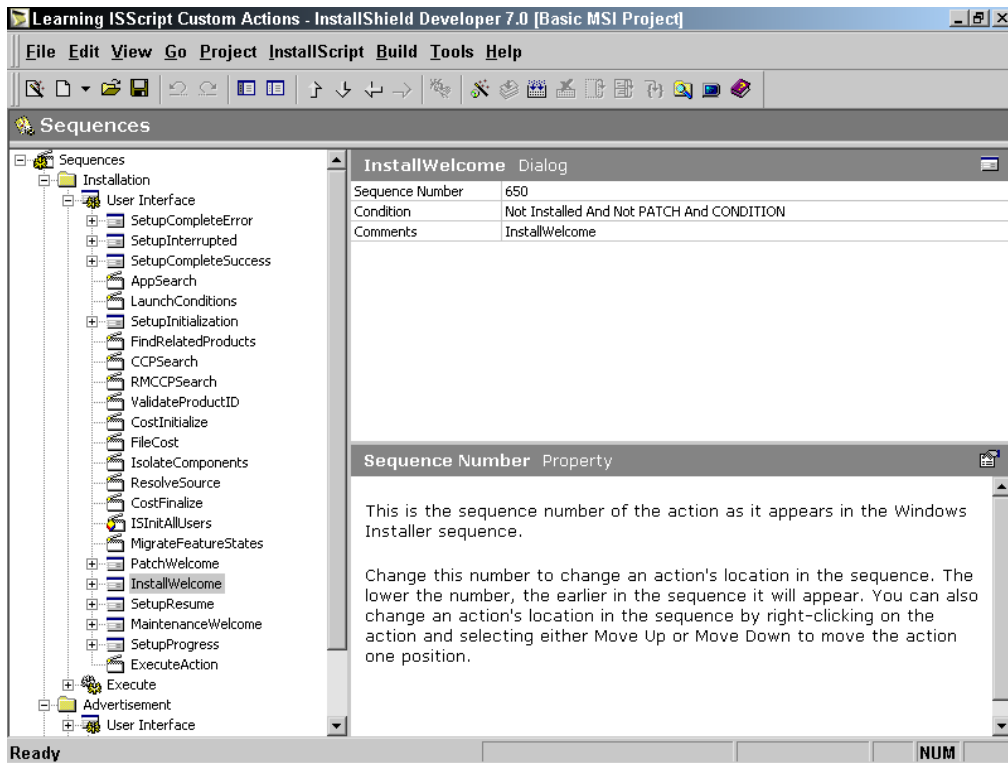 Learning ISScript Custom Actions - InstallShield Developer 7.0 [Basic MSI Project]
File Edit View Go Project InstallScript Build Tools Help
Sequences
Sequences
Installation
User Interface
SetupCompleteError
SetupInterrupted
SetupCompleteSuccess
AppSearch
LaunchConditions
SetupInitialization
FindRelatedProducts
CCPSearch
RMCCPSearch
ValidateProductID
CostInitialize
FileCost
IsolateComponents
ResolveSource
CostFinalize
ISInitAllUsers
MigrateFeatureStates
PatchWelcome
InstallWelcome
SetupResume
MaintenanceWelcome
SetupProgress
ExecuteAction
Execute
Advertisement
User Interface
InstallWelcome Dialog
Sequence Number 650
Condition Not Installed And Not PATCH And CONDITION
Comments InstallWelcome
Sequence Number Property
This is the sequence number of the action as it appears in the Windows
Installer sequence.
Change this number to change an action's location in the sequence. The
lower the number, the earlier in the sequence it will appear. You can also
change an action's location in the sequence by right-clicking on the
action and selecting either Move Up or Move Down to move the action
one position.
Ready
NUM